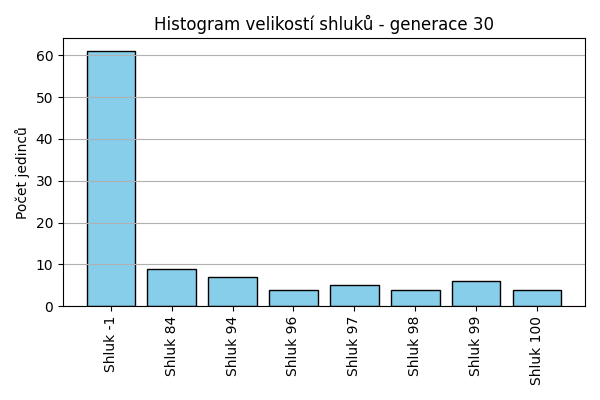 Histogram velikostí shluků - generace 30
Počet jedinců
60
50
40
30
20
10
0
Shluk -1
Shluk 84
Shluk 94
Shluk 96
Shluk 97
Shluk 98
Shluk 99
Shluk 100